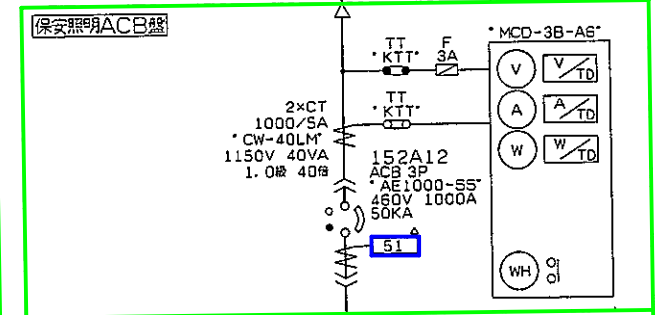 保安照明ACB盤
"MCD-3B-A6"
TT
"KTT"
F
3A
V
V/TD
TT
"KTT"
A
A/TD
2×CT
1000/5A
"CW-40LM"
1150V 40VA
1.0級 40倍
W
W/TD
152A12
ACB 3P
"AE1000-SS"
460V 1000A
50KA
51
WH